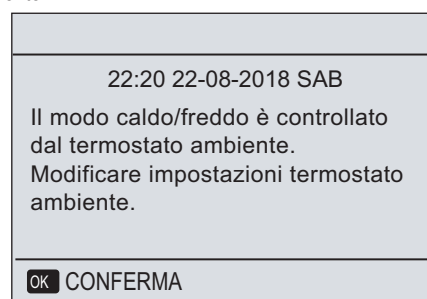 22:20 22-08-2018 SAB
Il modo caldo/freddo è controllato
dal termostato ambiente.
Modificare impostazioni termostato
ambiente.
OK CONFERMA